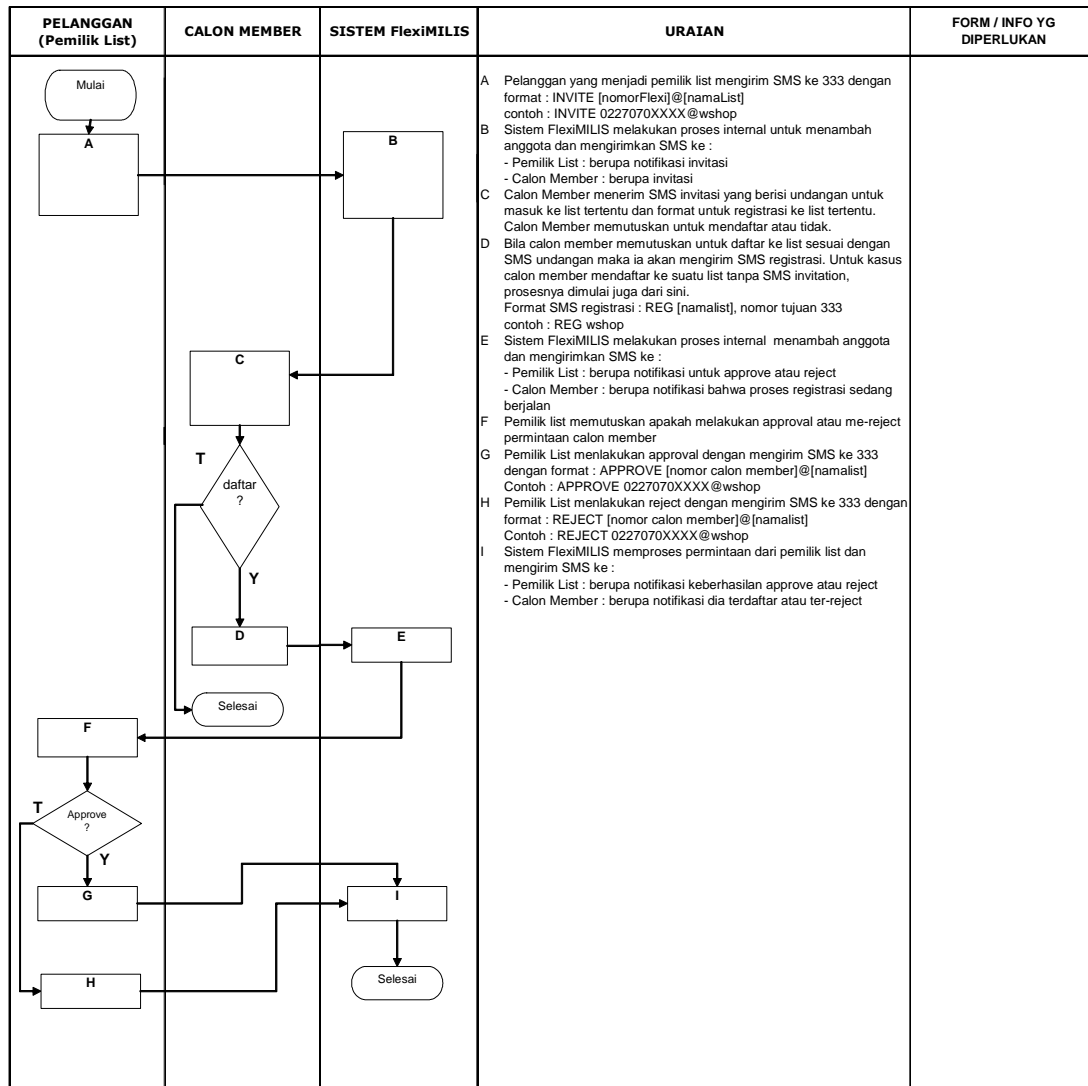 PELANGGAN
(Pemilik List)
CALON MEMBER
SISTEM FlexiMILIS
URAIAN
FORM / INFO YG
DIPERLUKAN
Mulai
A
B
C
T
daftar
?
Y
D
E
Selesai
F
T
Approve
?
Y
G
I
H
Selesai
A Pelanggan yang menjadi pemilik list mengirim SMS ke 333 dengan
format : INVITE [nomorFlexi]@[namaList]
contoh : INVITE 0227070XXXX@wshop
B Sistem FlexiMILIS melakukan proses internal untuk menambah
anggota dan mengirimkan SMS ke :
- Pemilik List : berupa notifikasi invitasi
- Calon Member : berupa invitasi
C Calon Member menerim SMS invitasi yang berisi undangan untuk
masuk ke list tertentu dan format untuk registrasi ke list tertentu.
Calon Member memutuskan untuk mendaftar atau tidak.
D Bila calon member memutuskan untuk daftar ke list sesuai dengan
SMS undangan maka ia akan mengirim SMS registrasi. Untuk kasus
calon member mendaftar ke suatu list tanpa SMS invitation,
prosesnya dimulai juga dari sini.
Format SMS registrasi : REG [namalist], nomor tujuan 333
contoh : REG wshop
E Sistem FlexiMILIS melakukan proses internal menambah anggota
dan mengirimkan SMS ke :
- Pemilik List : berupa notifikasi untuk approve atau reject
- Calon Member : berupa notifikasi bahwa proses registrasi sedang
berjalan
F Pemilik list memutuskan apakah melakukan approval atau me-reject
permintaan calon member
G Pemilik List menlakukan approval dengan mengirim SMS ke 333
dengan format : APPROVE [nomor calon member]@[namalist]
Contoh : APPROVE 0227070XXXX@wshop
H Pemilik List menlakukan reject dengan mengirim SMS ke 333 dengan
format : REJECT [nomor calon member]@[namalist]
Contoh : REJECT 0227070XXXX@wshop
I Sistem FlexiMILIS memproses permintaan dari pemilik list dan
mengirim SMS ke :
- Pemilik List : berupa notifikasi keberhasilan approve atau reject
- Calon Member : berupa notifikasi dia terdaftar atau ter-reject